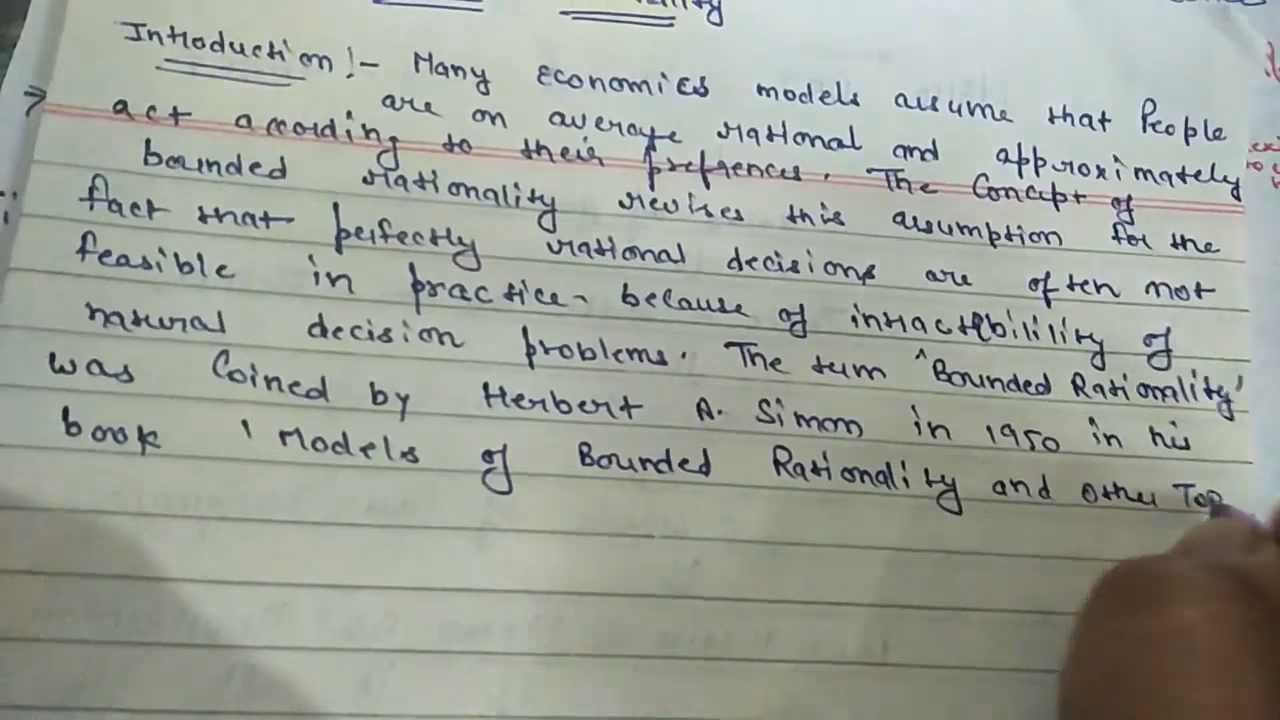 Introduction:- Many economics models assume that People
are on average rational and approximately
act according to their prefrences. The Concept of
bounded rationality revises this assumption for the
fact that perfectly rational decisions are often not
feasible in practice. because of intractibilility of
natural decision problems. The term 'Bounded Rationality'
was Coined by Herbert A. Simon in 1950 in his
book 'Models of Bounded Rationality and other Top